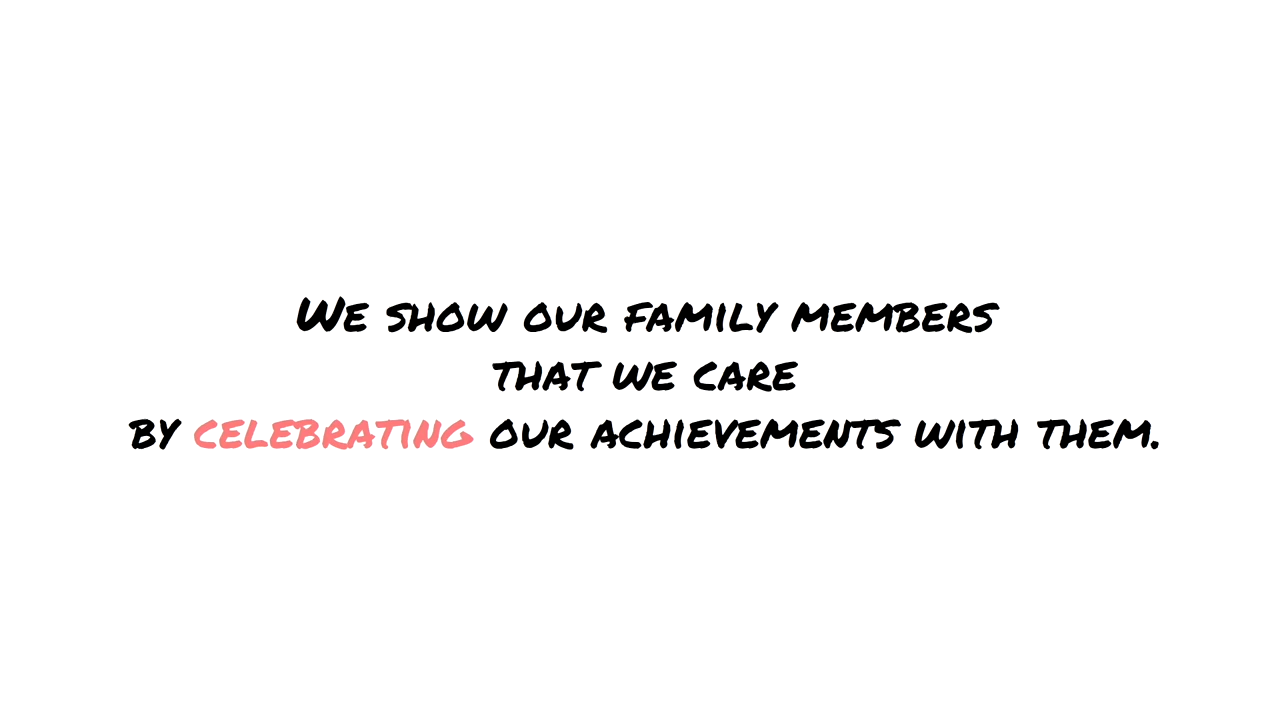 We show our family members
that we care
by celebrating our achievements with them.